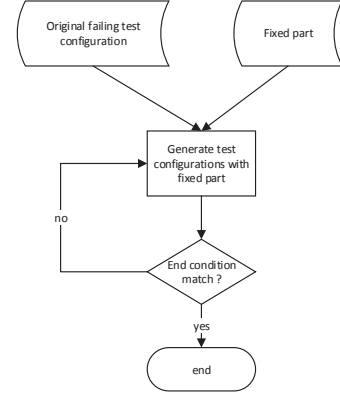 Original failing test
configuration
Fixed part
Generate test
configurations with
fixed part
no
End condition
match ?
yes
end